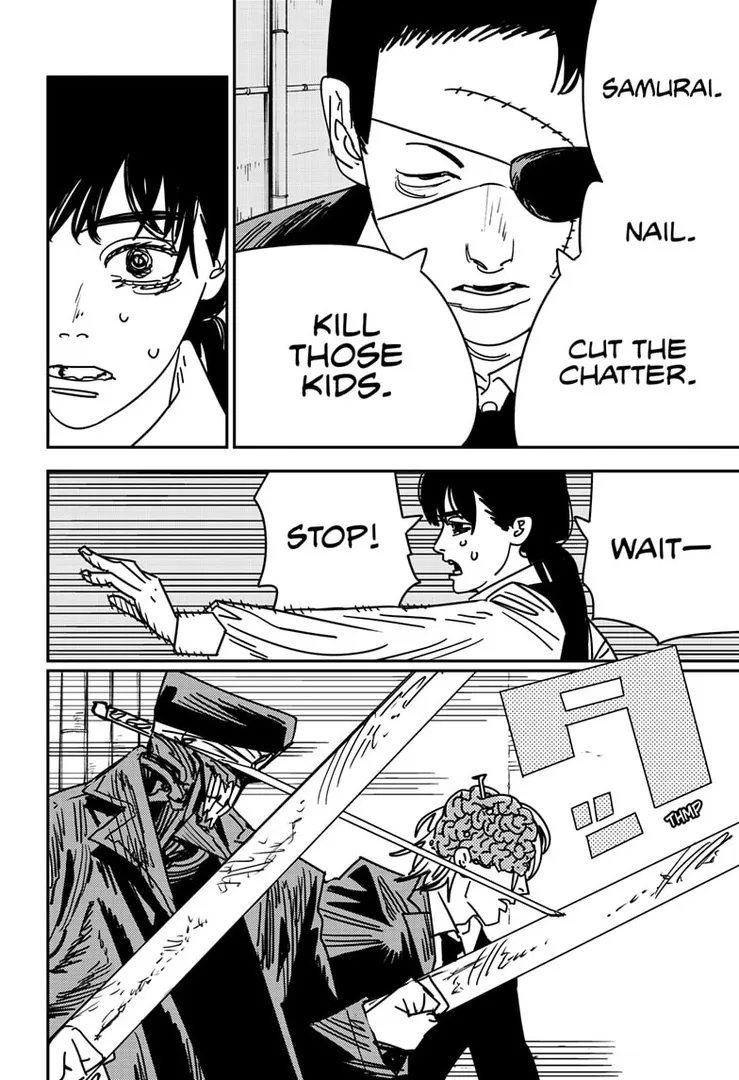 SAMURAI.
NAIL.
CUT THE
CHATTER.
KILL
THOSE
KIDS.
WAIT—
STOP!
THMP